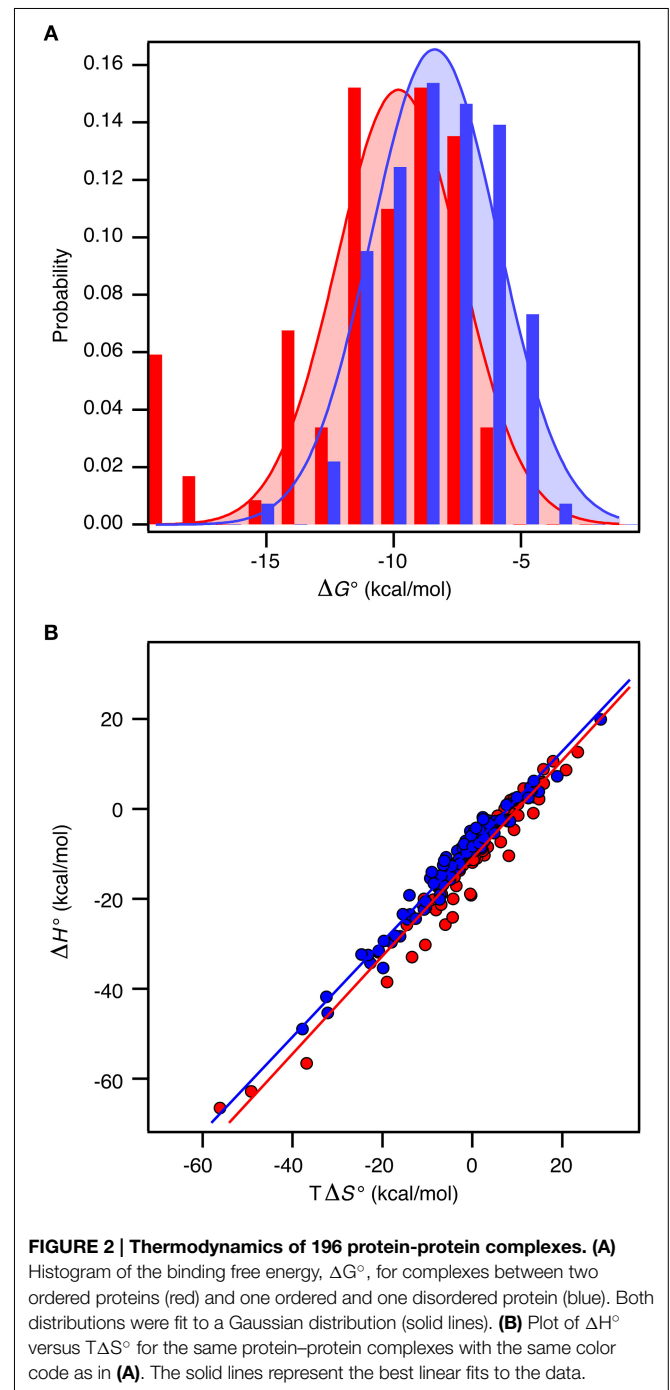 A
0.16
0.14
0.12
0.10
0.08
0.06
0.04
0.02
0.00
Probability
-15 -10 -5
ΔG° (kcal/mol)
B
20
0
-20
-40
-60
ΔH° (kcal/mol)
-60 -40 -20 0 20
TΔS° (kcal/mol)
FIGURE 2 | Thermodynamics of 196 protein-protein complexes. (A)
Histogram of the binding free energy, ΔG°, for complexes between two
ordered proteins (red) and one ordered and one disordered protein (blue). Both
distributions were fit to a Gaussian distribution (solid lines). (B) Plot of ΔH°
versus TΔS° for the same protein–protein complexes with the same color
code as in (A). The solid lines represent the best linear fits to the data.